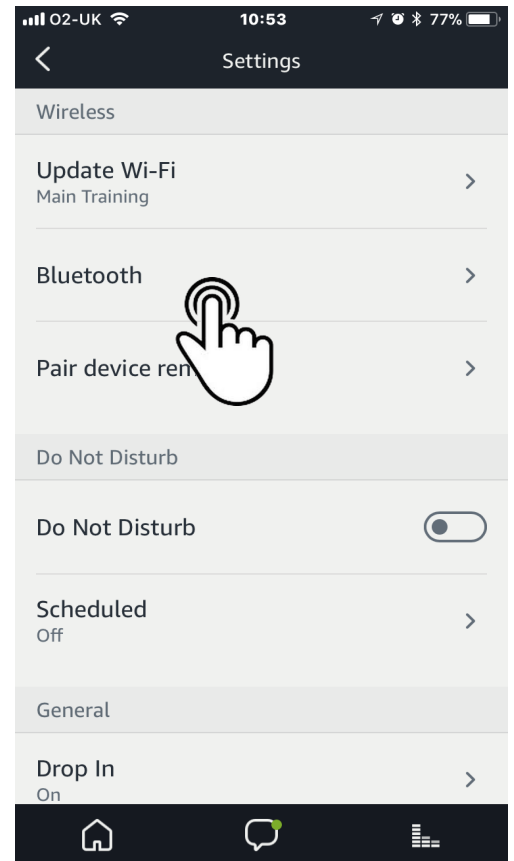 O2-UK 10:53 77%
Settings
Wireless
Update Wi-Fi
Main Training
Bluetooth
Pair device
Do Not Disturb
Do Not Disturb
Scheduled
Off
General
Drop In
On